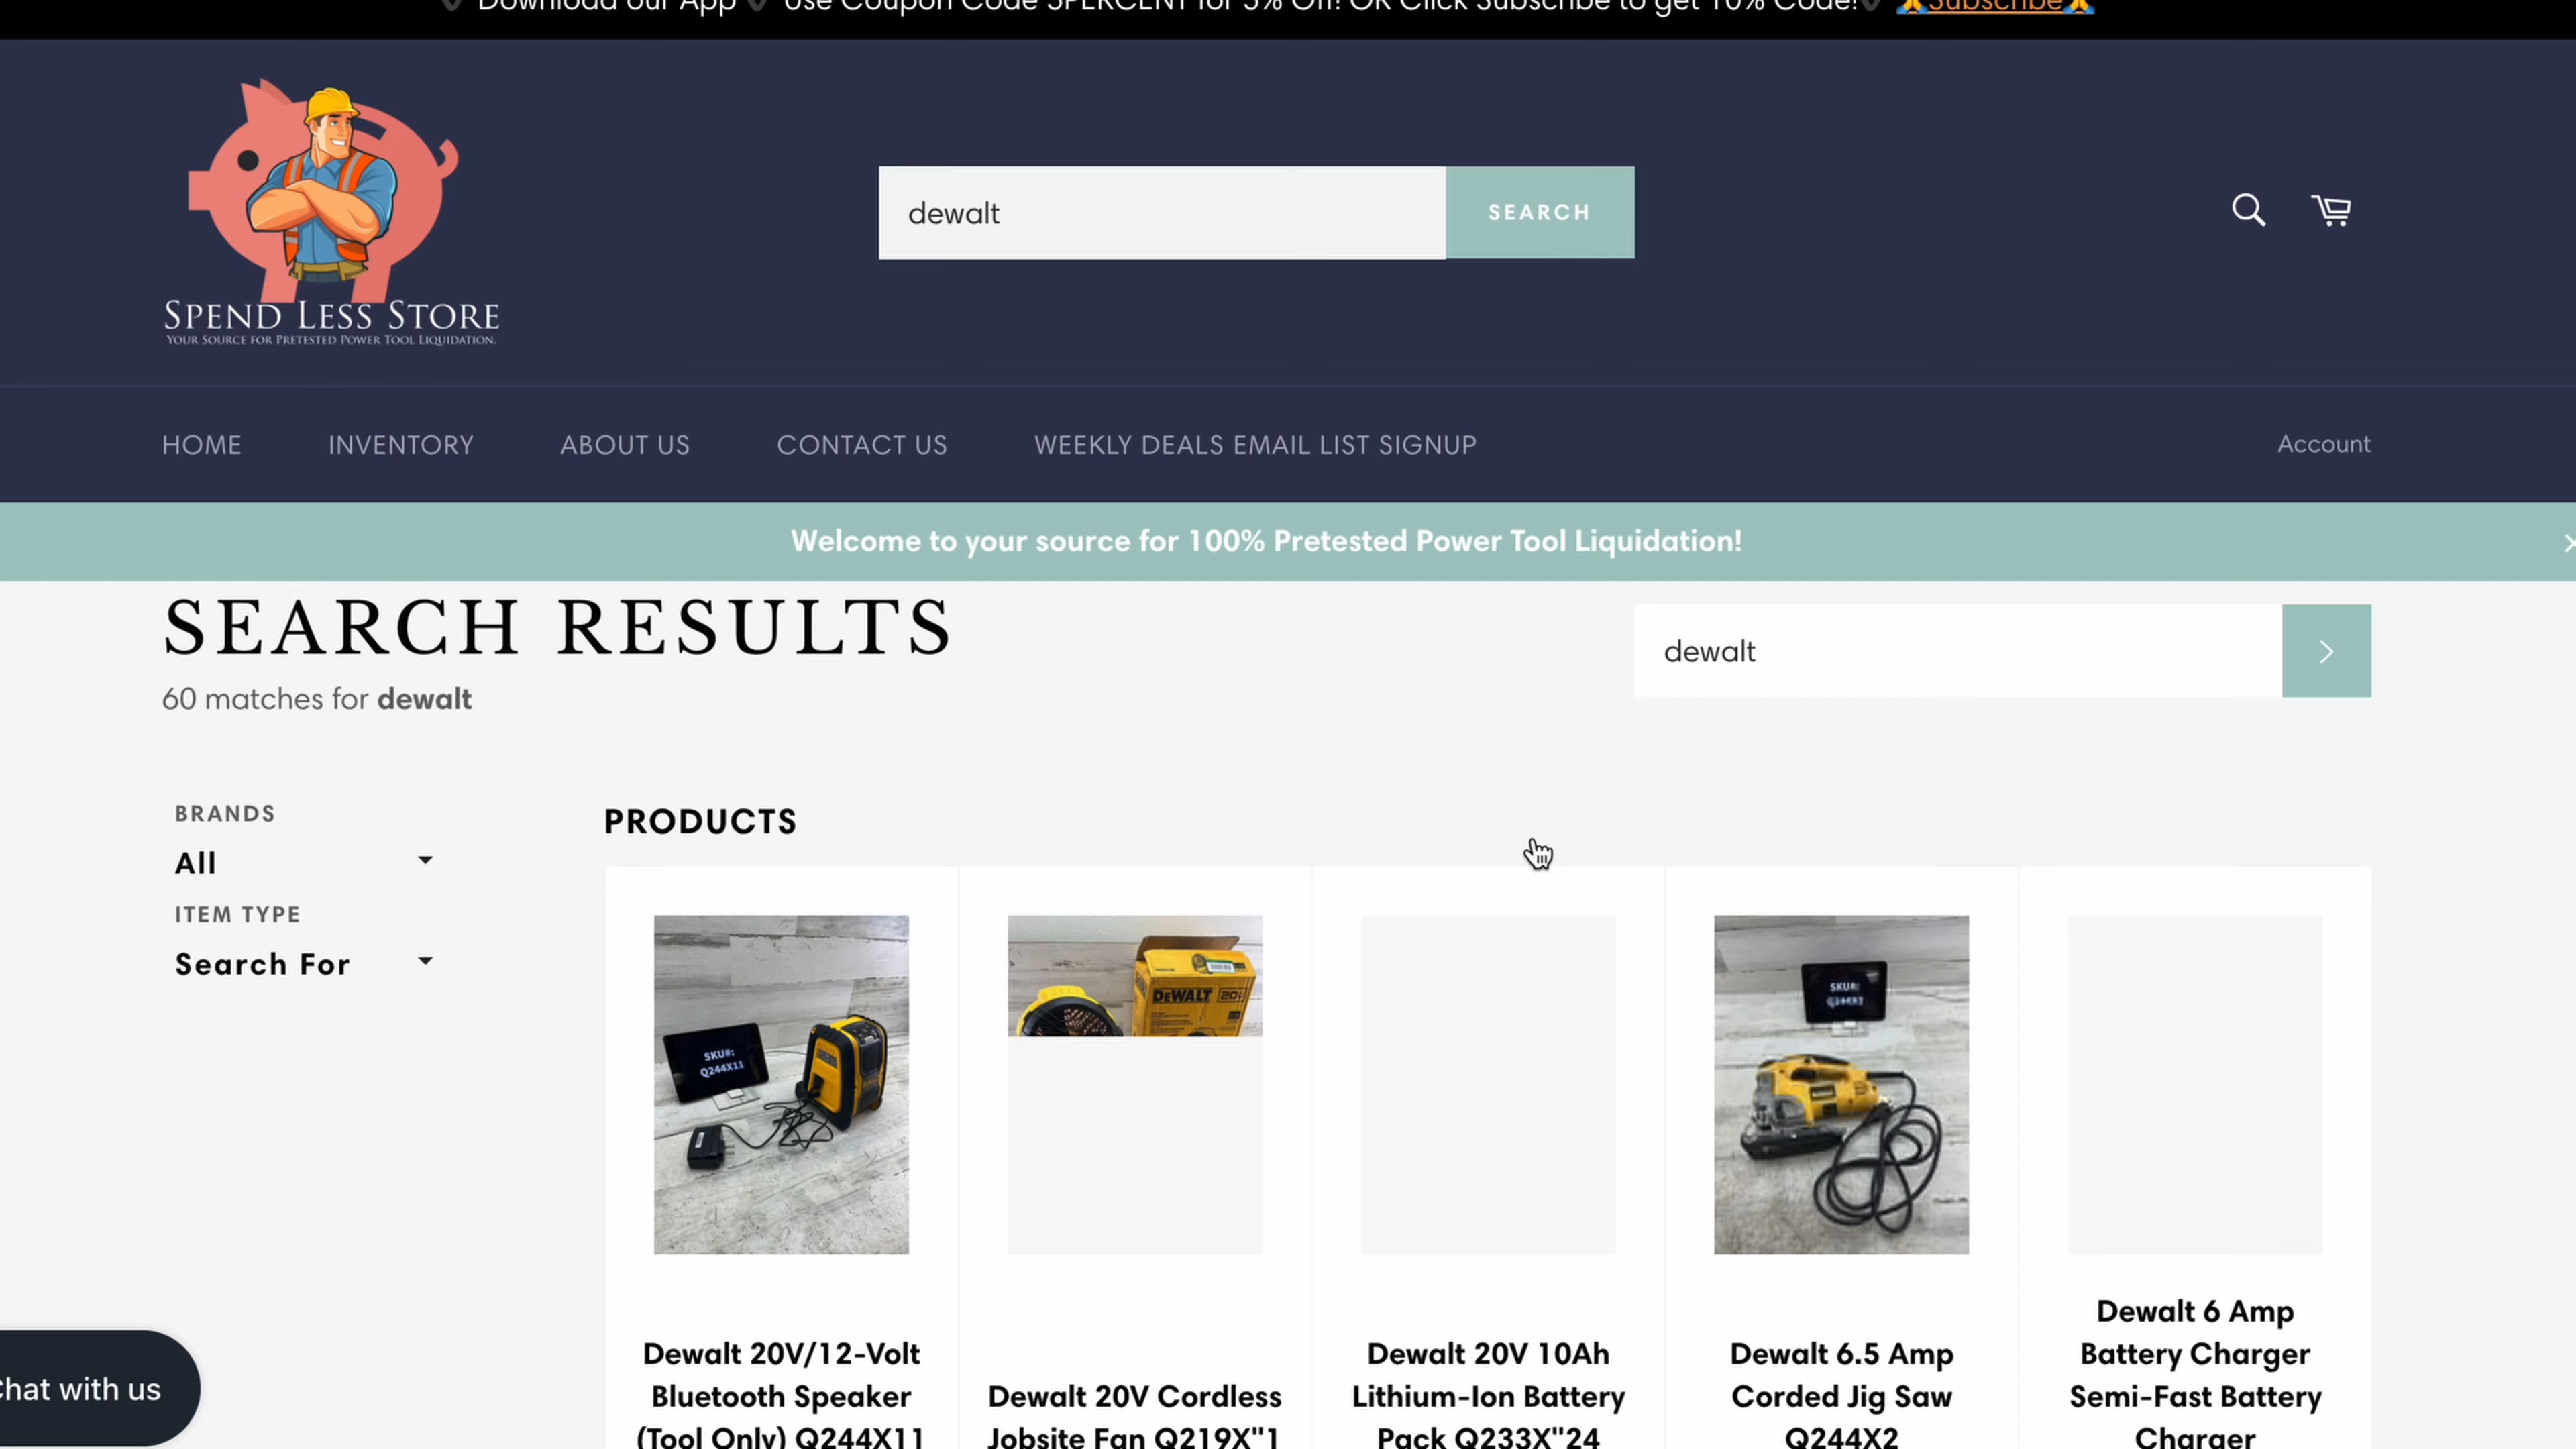 Download our App
Use Coupon Code 5PERCENT for 5% Off! OR Click Subscribe to get 10% Code!
Subscribe
dewalt
SEARCH
SPEND LESS STORE
YOUR SOURCE FOR PRETESTED POWER TOOL LIQUIDATION.
HOME
INVENTORY
ABOUT US
CONTACT US
WEEKLY DEALS EMAIL LIST SIGNUP
Account
Welcome to your source for 100% Pretested Power Tool Liquidation!
SEARCH RESULTS
dewalt
60 matches for dewalt
BRANDS
All
ITEM TYPE
Search For
PRODUCTS
SKU#:
Q244X11
DEWALT 20V
SKU#:
Q244X2
Dewalt 20V/12-Volt
Bluetooth Speaker
(Tool Only) Q244X11
Dewalt 20V Cordless
Jobsite Fan Q219X"1
Dewalt 20V 10Ah
Lithium-Ion Battery
Pack Q233X"24
Dewalt 6.5 Amp
Corded Jig Saw
Q244X2
Dewalt 6 Amp
Battery Charger
Semi-Fast Battery
Charger
Chat with us